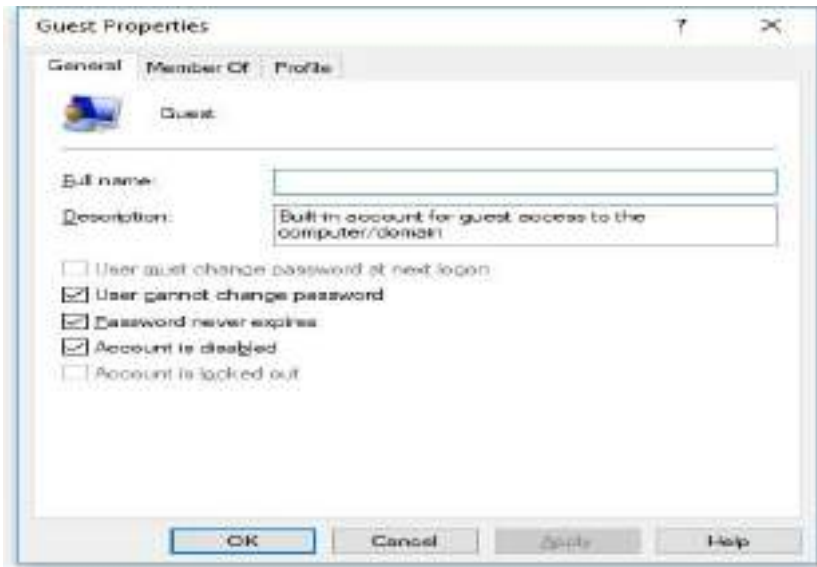 Guest Properties
?
General Member Of Profile
Guest
Full name:
Description: Built-in account for guest access to the
computer/domain
User must change password at next logon
User cannot change password
Password never expires
Account is disabled
Account is locked out
OK Cancel Apply Help